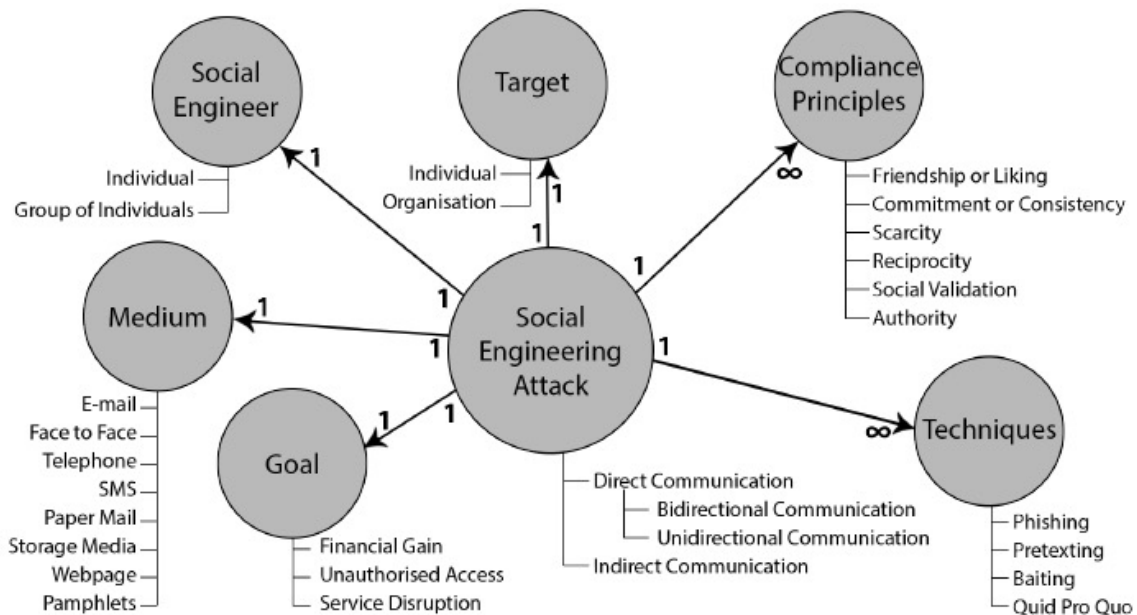 Social
Engineer
1
Individual
Group of Individuals
Target
1
Individual
Organisation
1
Compliance
Principles
∞
Friendship or Liking
Commitment or Consistency
Scarcity
Reciprocity
Social Validation
Authority
1
1
Medium
1
1
E-mail
Face to Face
Telephone
SMS
Paper Mail
Storage Media
Webpage
Pamphlets
Goal
1
1
Financial Gain
Unauthorised Access
Service Disruption
Social
Engineering
Attack
Direct Communication
Bidirectional Communication
Unidirectional Communication
Indirect Communication
1
∞
Techniques
Phishing
Pretexting
Baiting
Quid Pro Quo